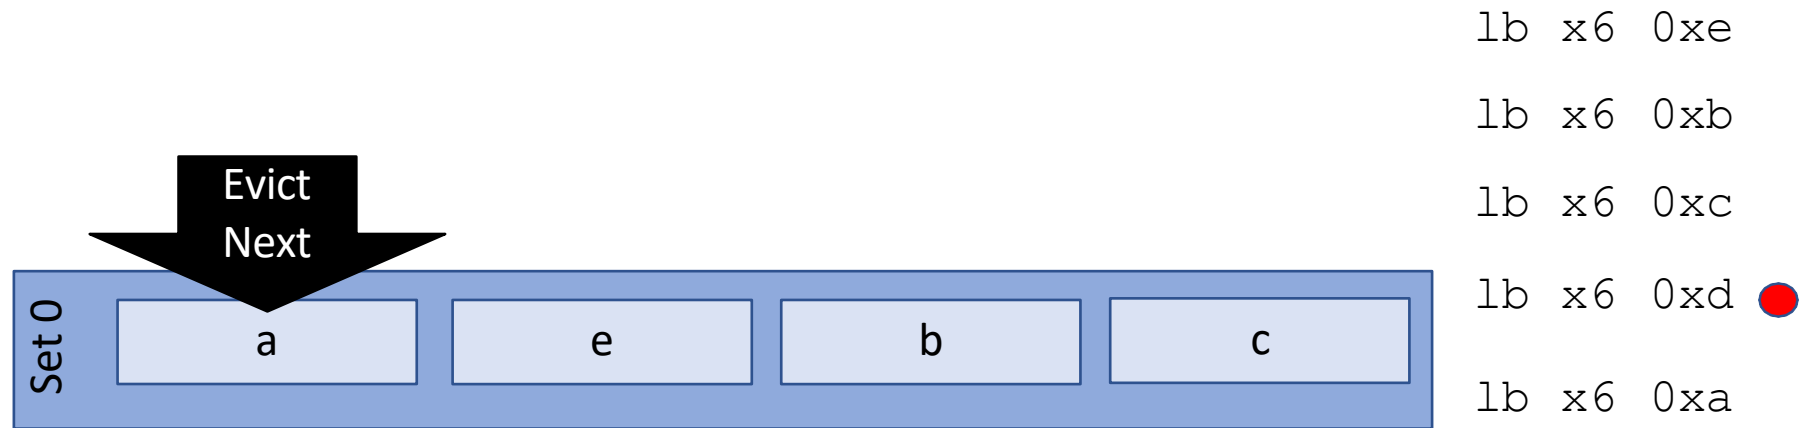 lb x6 0xe
lb x6 0xb
Evict
Next
lb x6 0xc
lb x6 0xd
Set 0
a
e
b
c
lb x6 0xa